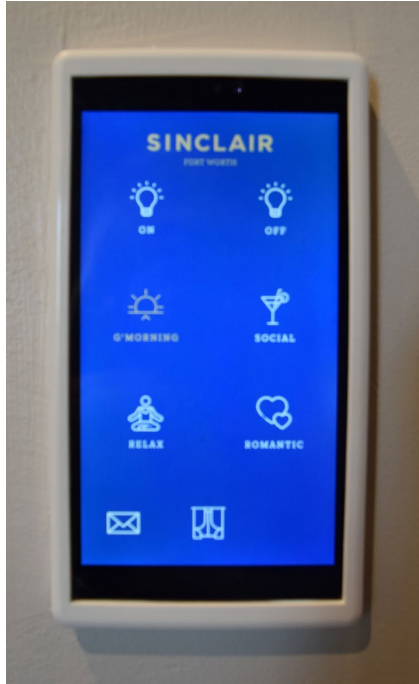 SINCLAIR
FORT WORTH
ON OFF
G'MORNING SOCIAL
RELAX ROMANTIC